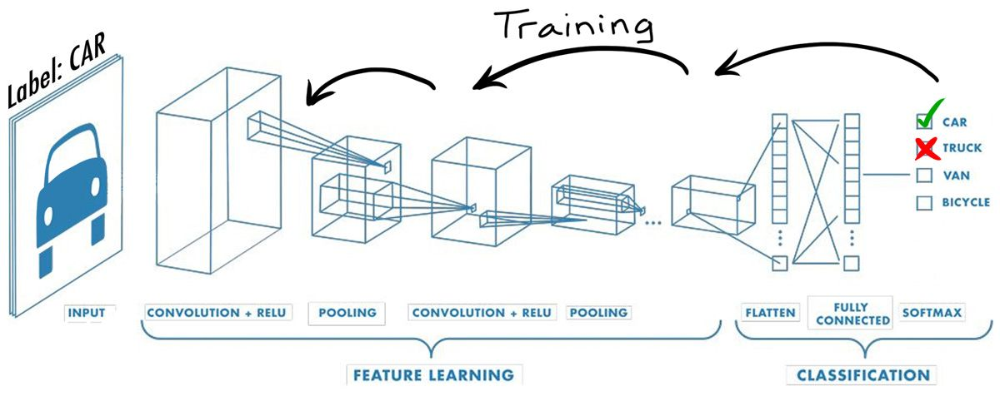 Training
Label: CAR
CAR
TRUCK
VAN
BICYCLE
INPUT
CONVOLUTION + RELU
POOLING
CONVOLUTION + RELU
POOLING
FLATTEN
FULLY
CONNECTED
SOFTMAX
FEATURE LEARNING
CLASSIFICATION